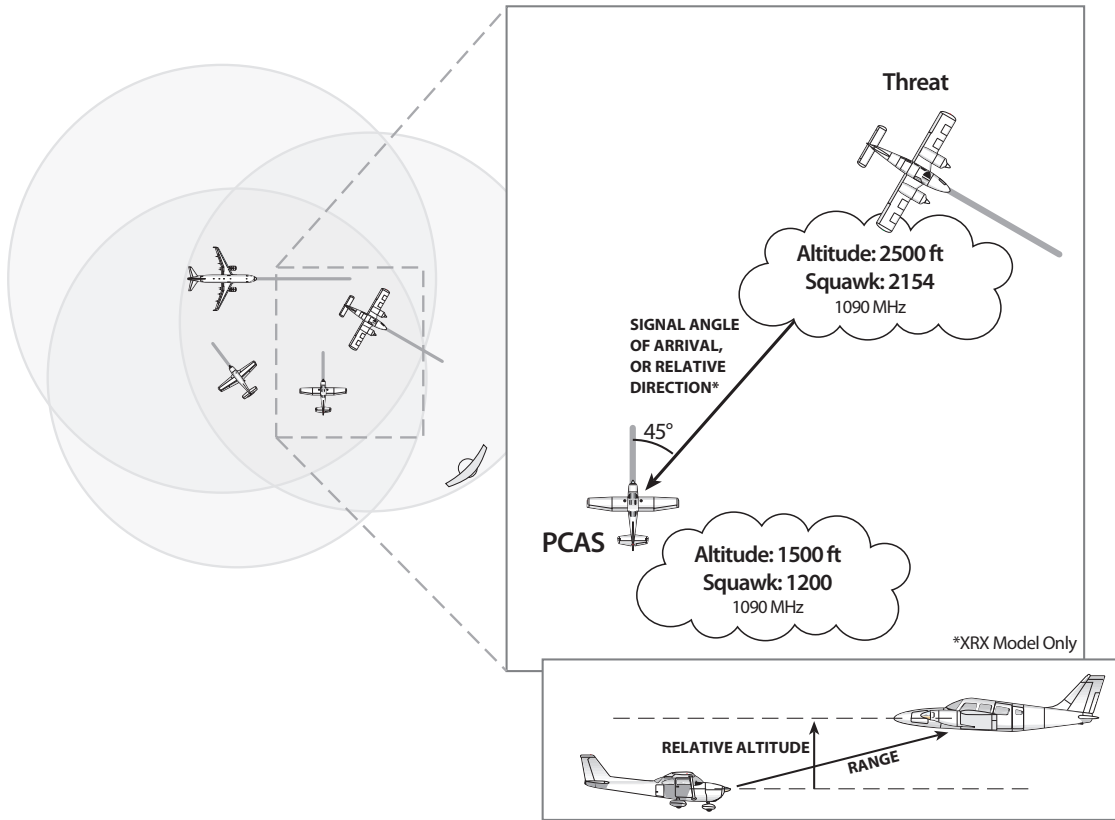 Threat
Altitude: 2500 ft
Squawk: 2154
1090 MHz
SIGNAL ANGLE
OF ARRIVAL,
OR RELATIVE
DIRECTION*
45°
PCAS
Altitude: 1500 ft
Squawk: 1200
1090 MHz
*XRX Model Only
RELATIVE ALTITUDE
RANGE